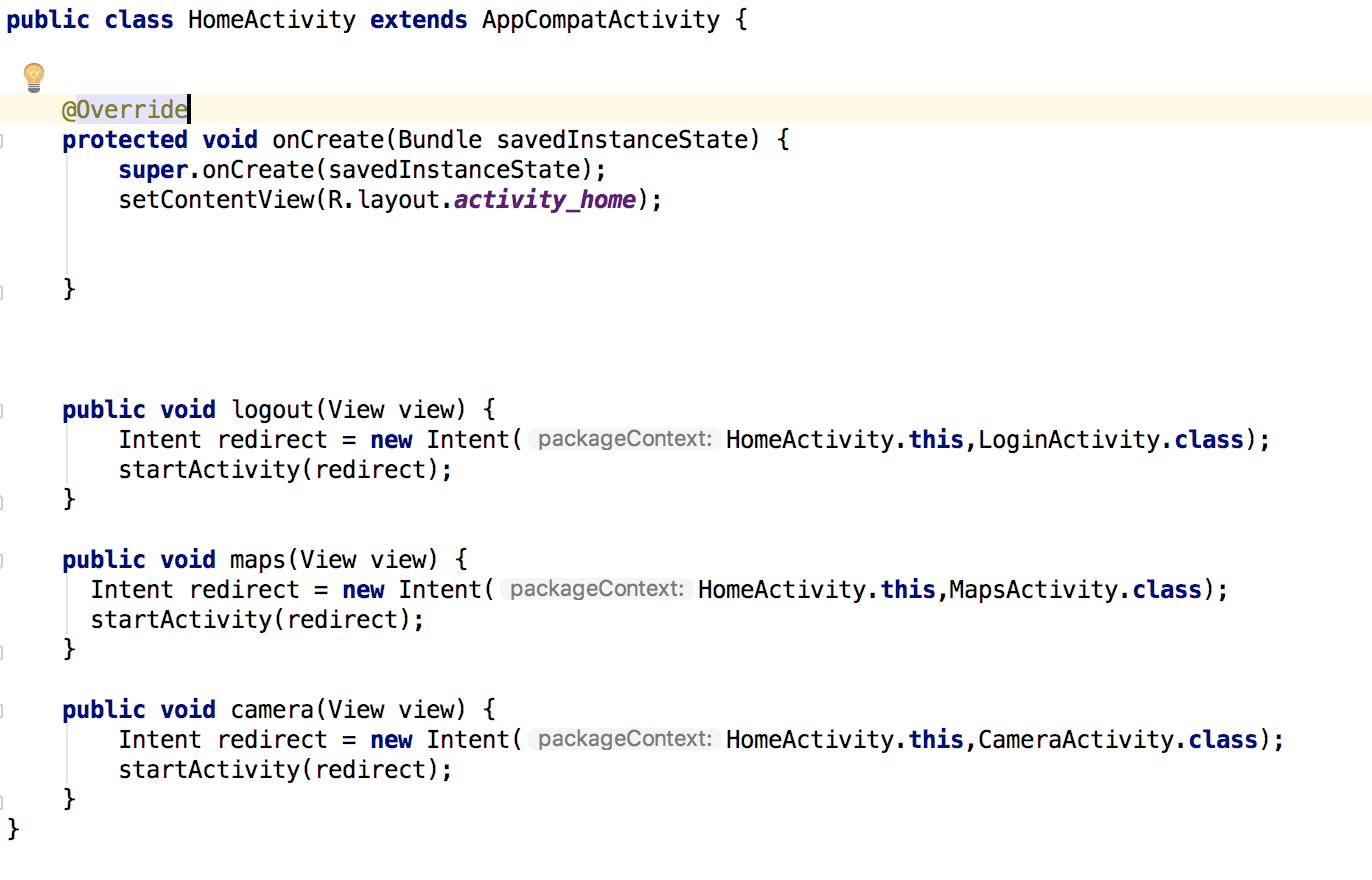 public class HomeActivity extends AppCompatActivity {
@Override
protected void onCreate(Bundle savedInstanceState) {
super.onCreate(savedInstanceState);
setContentView(R.layout.activity_home);
}
public void logout(View view) {
Intent redirect = new Intent( packageContext: HomeActivity.this,LoginActivity.class);
startActivity(redirect);
}
public void maps(View view) {
Intent redirect = new Intent( packageContext: HomeActivity.this,MapsActivity.class);
startActivity(redirect);
}
public void camera(View view) {
Intent redirect = new Intent( packageContext: HomeActivity.this,CameraActivity.class);
startActivity(redirect);
}
}